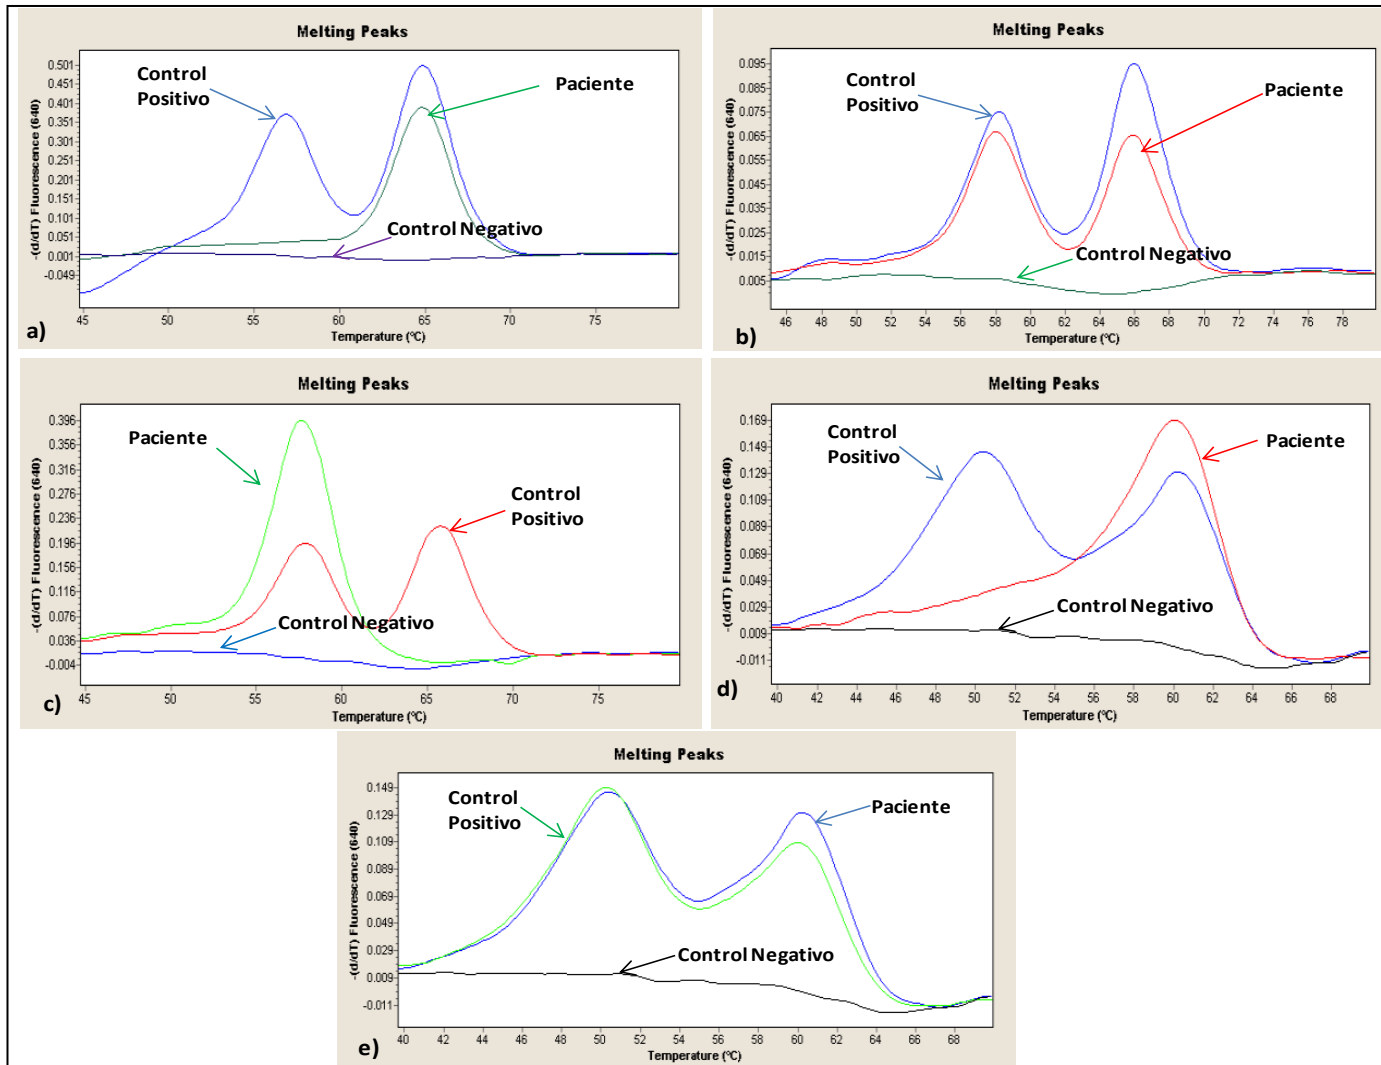 Melting Peaks
-(d/dT) Fluorescence (640)
0.501
0.451
0.401
0.351
0.301
0.251
0.201
0.151
0.101
0.051
0.001
-0.049
Control
Positivo
Paciente
Control Negativo
45 50 55 60 65 70 75
Temperature (°C)
a)
Melting Peaks
-(d/dT) Fluorescence (640)
0.095
0.085
0.075
0.065
0.055
0.045
0.035
0.025
0.015
0.005
Control
Positivo
Paciente
Control Negativo
46 48 50 52 54 56 58 60 62 64 66 68 70 72 74 76 78
Temperature (°C)
b)
Melting Peaks
-(d/dT) Fluorescence (640)
0.396
0.356
0.316
0.276
0.236
0.196
0.156
0.116
0.076
0.036
-0.004
Paciente
Control
Positivo
Control Negativo
45 50 55 60 65 70 75
Temperature (°C)
c)
Melting Peaks
-(d/dT) Fluorescence (640)
0.169
0.149
0.129
0.109
0.089
0.069
0.049
0.029
0.009
-0.011
Control
Positivo
Paciente
Control Negativo
40 42 44 46 48 50 52 54 56 58 60 62 64 66 68
Temperature (°C)
d)
Melting Peaks
-(d/dT) Fluorescence (640)
0.149
0.129
0.109
0.089
0.069
0.049
0.029
0.009
-0.011
Control
Positivo
Paciente
Control Negativo
40 42 44 46 48 50 52 54 56 58 60 62 64 66 68
Temperature (°C)
e)